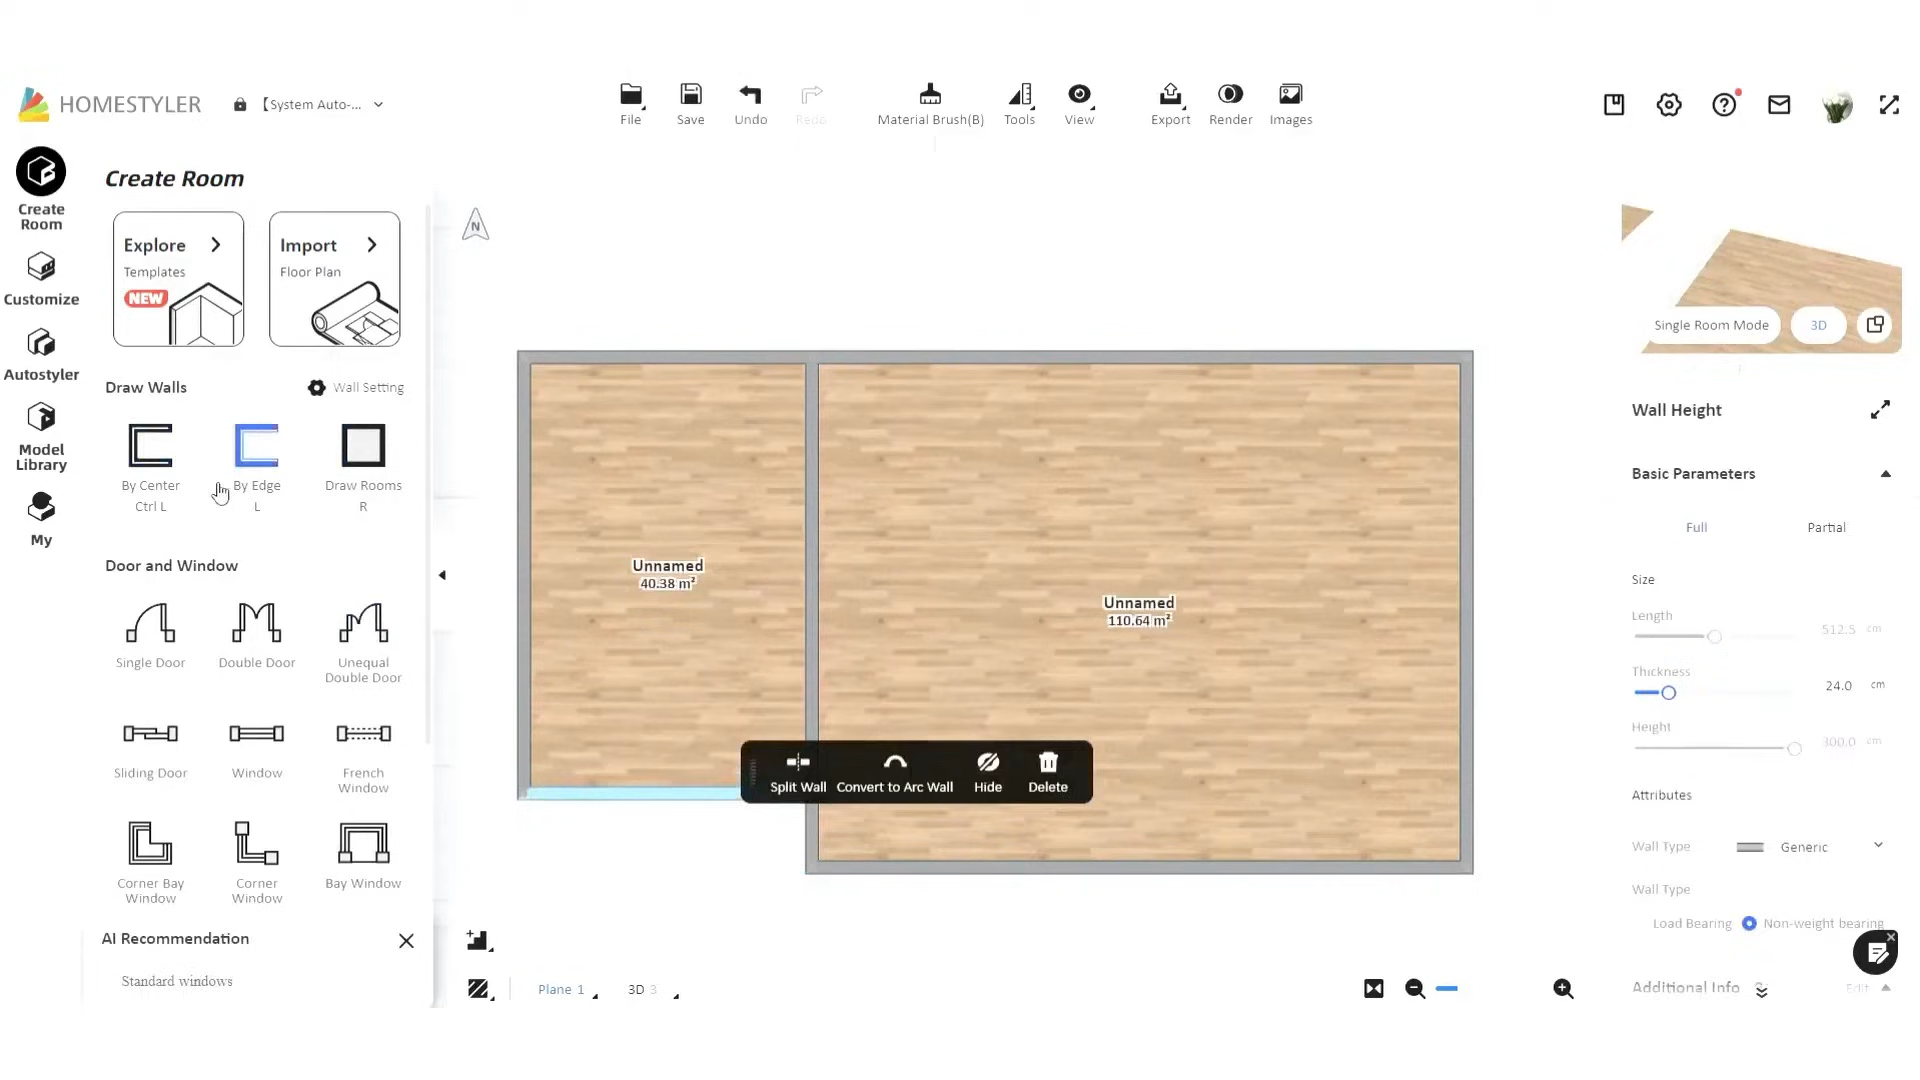 HOMESTYLER
【System Auto-...
File
Save
Undo
Redo
Material Brush(B)
Tools
View
Export
Render
Images
Create
Room
Customize
Autostyler
Model
Library
My
Create Room
Explore
Templates
NEW
Import
Floor Plan
Draw Walls
Wall Setting
By Center
Ctrl L
By Edge
L
Draw Rooms
R
Door and Window
Single Door
Double Door
Unequal
Double Door
Sliding Door
Window
French
Window
Corner Bay
Window
Corner
Window
Bay Window
AI Recommendation
Standard windows
N
Unnamed
40.38 m²
Unnamed
110.64 m²
Split Wall
Convert to Arc Wall
Hide
Delete
Plane 1
3D 3
Single Room Mode
3D
Wall Height
Basic Parameters
Full
Partial
Size
Length
512.5 cm
Thickness
24.0 cm
Height
300.0 cm
Attributes
Wall Type
Generic
Wall Type
Load Bearing
Non-weight bearing
Additional Info
Edit